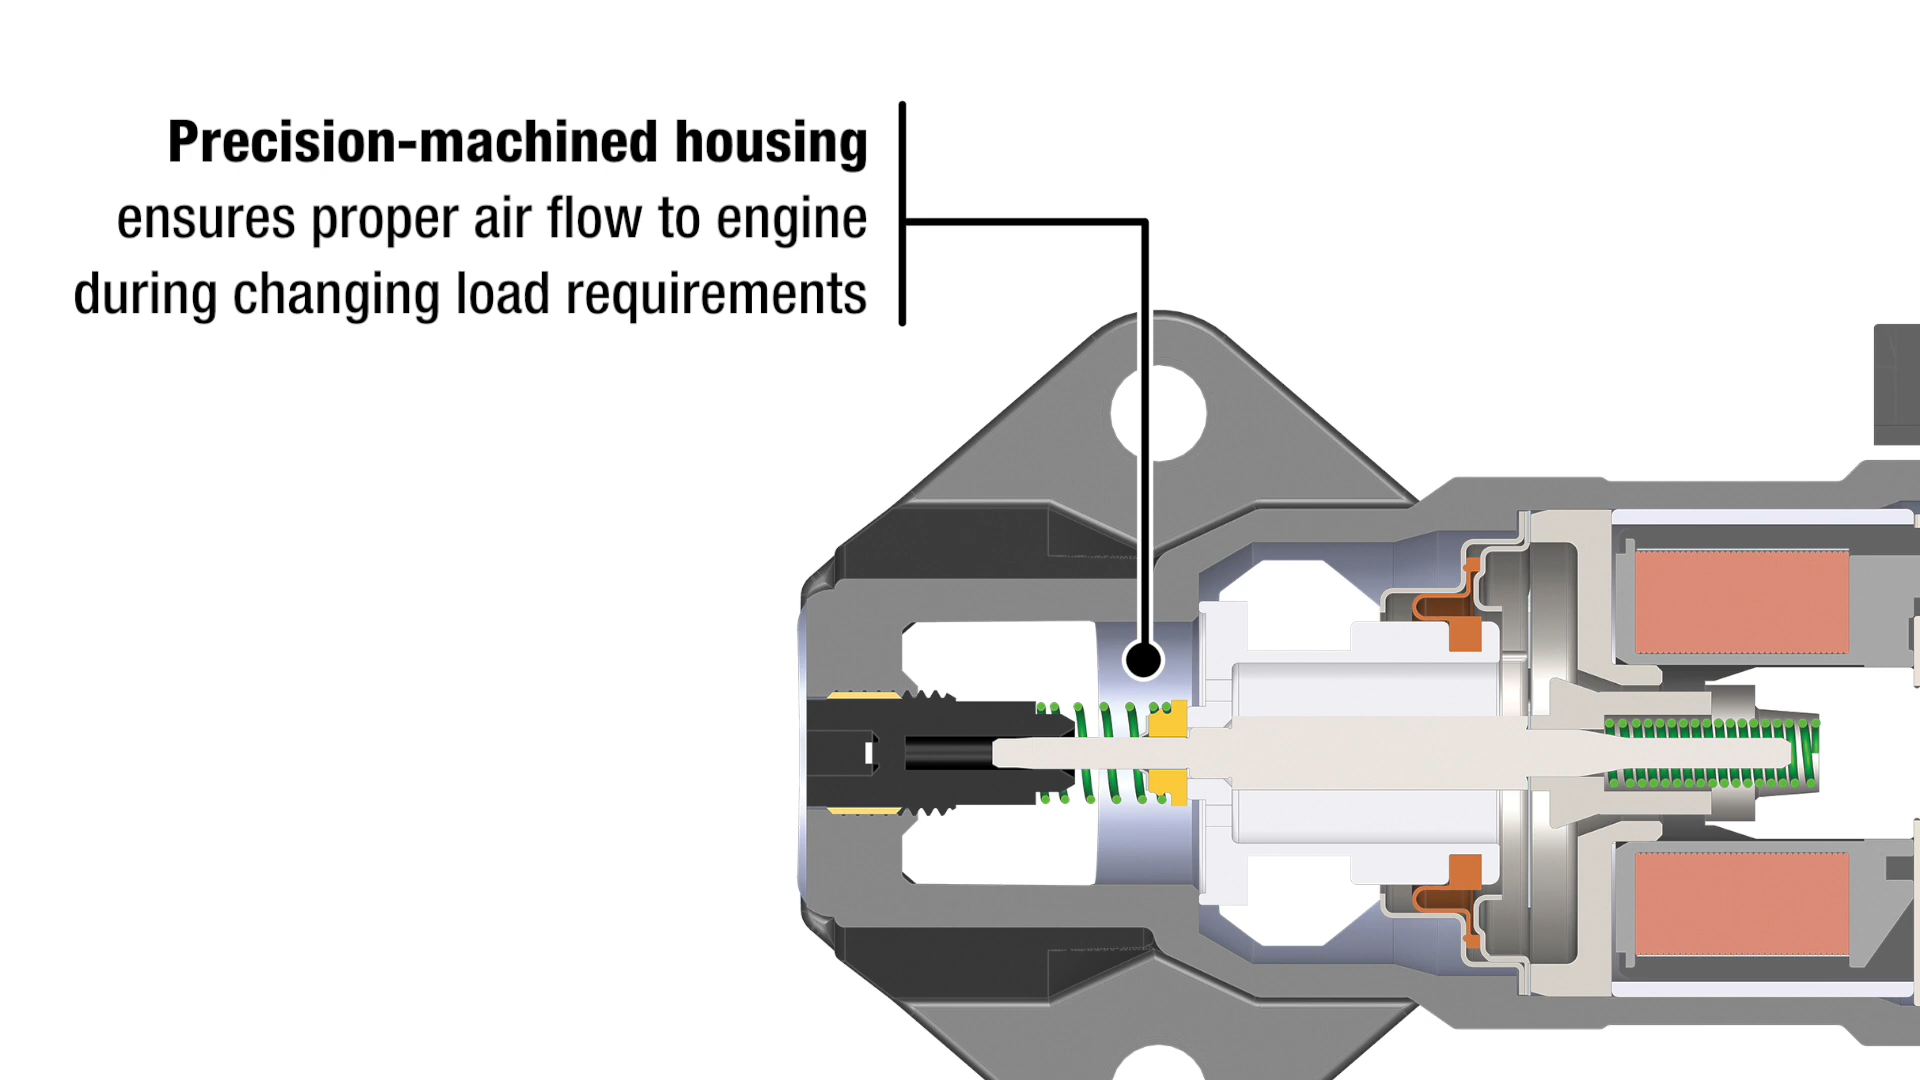 Precision-machined housing
ensures proper air flow to engine
during changing load requirements